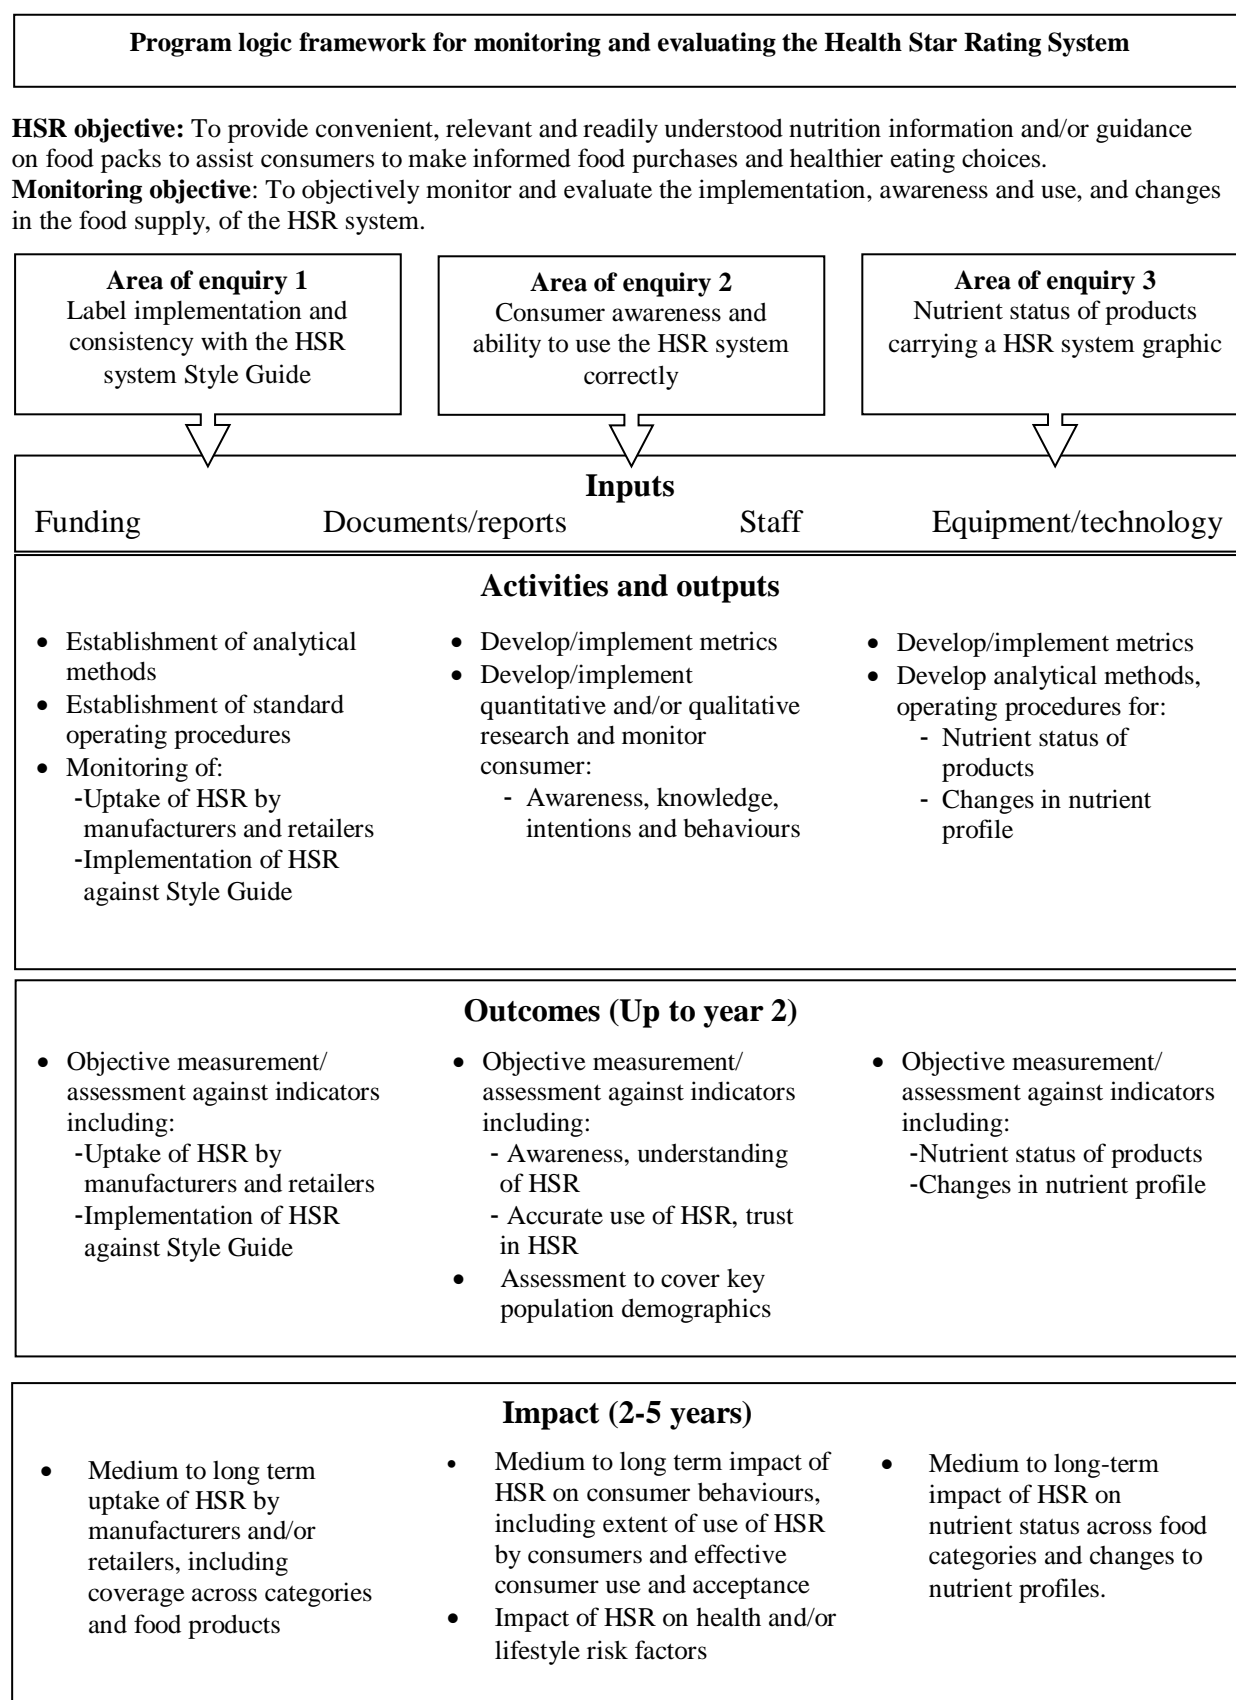 Program logic framework for monitoring and evaluating the Health Star Rating System
HSR objective: To provide convenient, relevant and readily understood nutrition information and/or guidance
on food packs to assist consumers to make informed food purchases and healthier eating choices.
Monitoring objective: To objectively monitor and evaluate the implementation, awareness and use, and changes
in the food supply, of the HSR system.
Area of enquiry 1
Label implementation and
consistency with the HSR
system Style Guide
Area of enquiry 2
Consumer awareness and
ability to use the HSR system
correctly
Area of enquiry 3
Nutrient status of products
carrying a HSR system graphic
Inputs
Funding Documents/reports Staff Equipment/technology
Activities and outputs
• Establishment of analytical
methods
• Establishment of standard
operating procedures
• Monitoring of:
-Uptake of HSR by
manufacturers and retailers
-Implementation of HSR
against Style Guide
• Develop/implement metrics
• Develop/implement
quantitative and/or qualitative
research and monitor
consumer:
- Awareness, knowledge,
intentions and behaviours
• Develop/implement metrics
• Develop analytical methods,
operating procedures for:
- Nutrient status of
products
- Changes in nutrient
profile
Outcomes (Up to year 2)
• Objective measurement/
assessment against indicators
including:
-Uptake of HSR by
manufacturers and retailers
-Implementation of HSR
against Style Guide
• Objective measurement/
assessment against indicators
including:
- Awareness, understanding
of HSR
- Accurate use of HSR, trust
in HSR
• Assessment to cover key
population demographics
• Objective measurement/
assessment against indicators
including:
-Nutrient status of products
-Changes in nutrient profile
Impact (2-5 years)
• Medium to long term
uptake of HSR by
manufacturers and/or
retailers, including
coverage across categories
and food products
• Medium to long term impact of
HSR on consumer behaviours,
including extent of use of HSR
by consumers and effective
consumer use and acceptance
• Impact of HSR on health and/or
lifestyle risk factors
• Medium to long-term
impact of HSR on
nutrient status across food
categories and changes to
nutrient profiles.